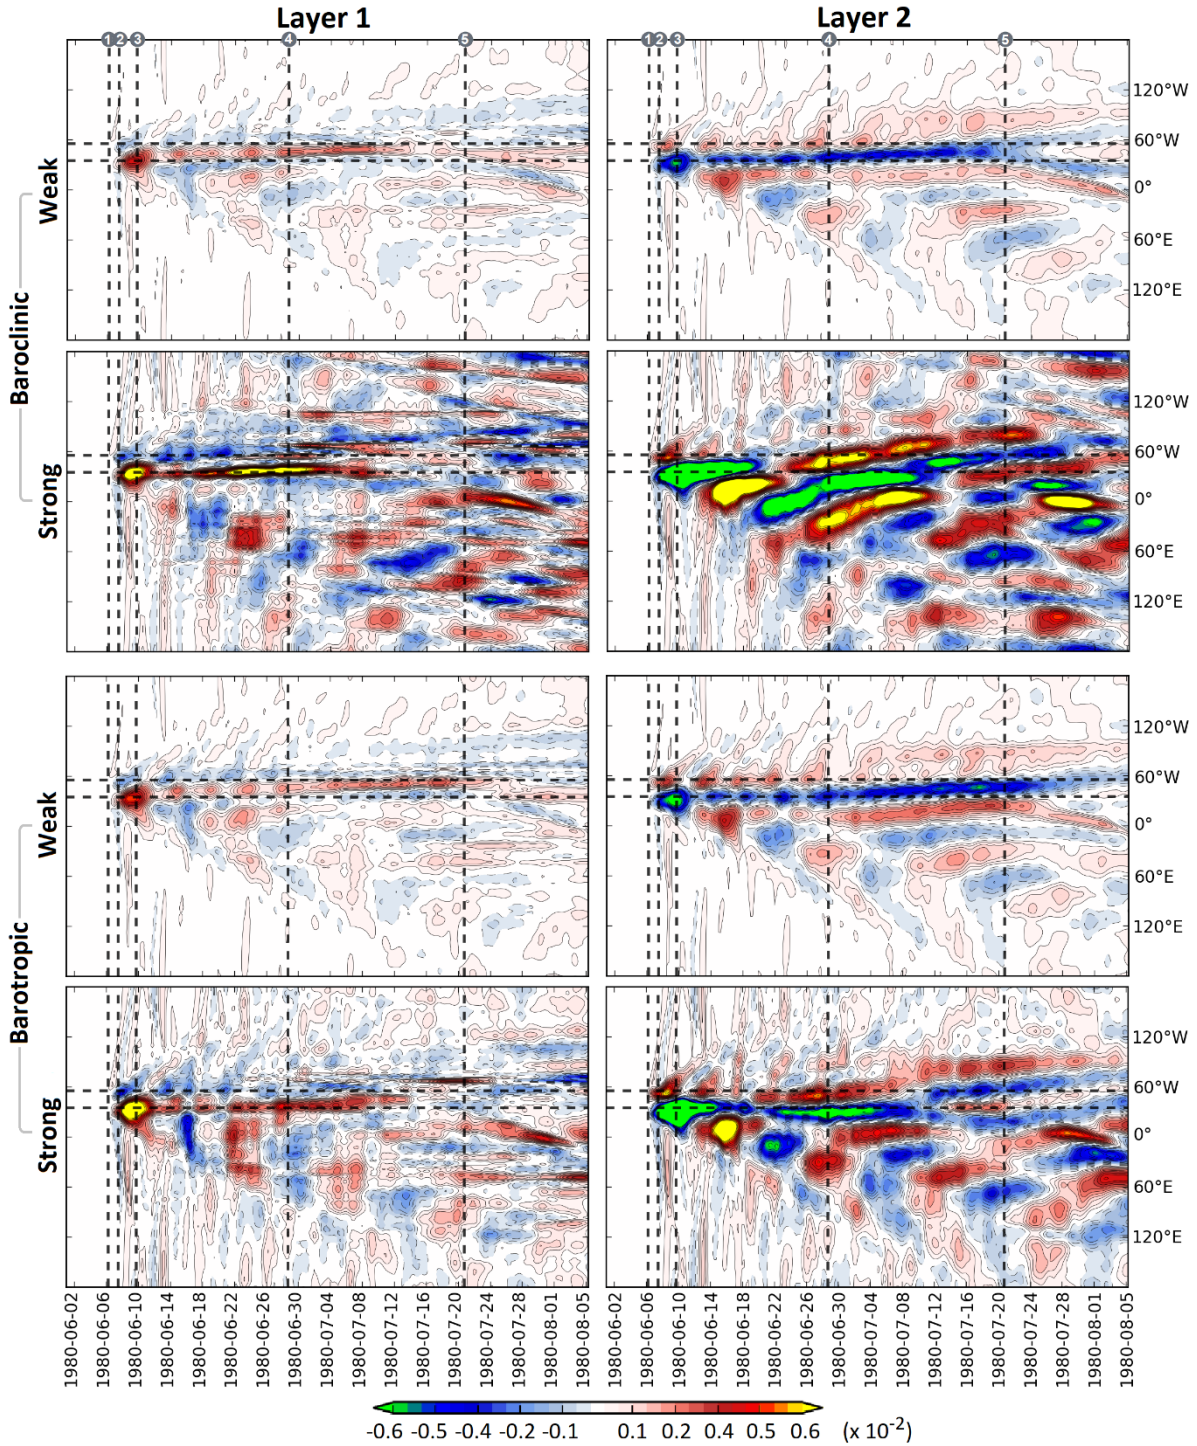 Layer 1
Layer 2
1 2 3 4 5
1 2 3 4 5
Baroclinic
Weak
120°W
60°W
0°
60°E
120°E
Strong
120°W
60°W
0°
60°E
120°E
Barotropic
Weak
120°W
60°W
0°
60°E
120°E
Strong
120°W
60°W
0°
60°E
120°E
1980-06-02
1980-06-06
1980-06-10
1980-06-14
1980-06-18
1980-06-22
1980-06-26
1980-06-30
1980-07-04
1980-07-08
1980-07-12
1980-07-16
1980-07-20
1980-07-24
1980-07-28
1980-08-01
1980-08-05
1980-06-02
1980-06-06
1980-06-10
1980-06-14
1980-06-18
1980-06-22
1980-06-26
1980-06-30
1980-07-04
1980-07-08
1980-07-12
1980-07-16
1980-07-20
1980-07-24
1980-07-28
1980-08-01
1980-08-05
-0.6 -0.5 -0.4 -0.2 -0.1 0.1 0.2 0.4 0.4 0.6 (x 10⁻²)